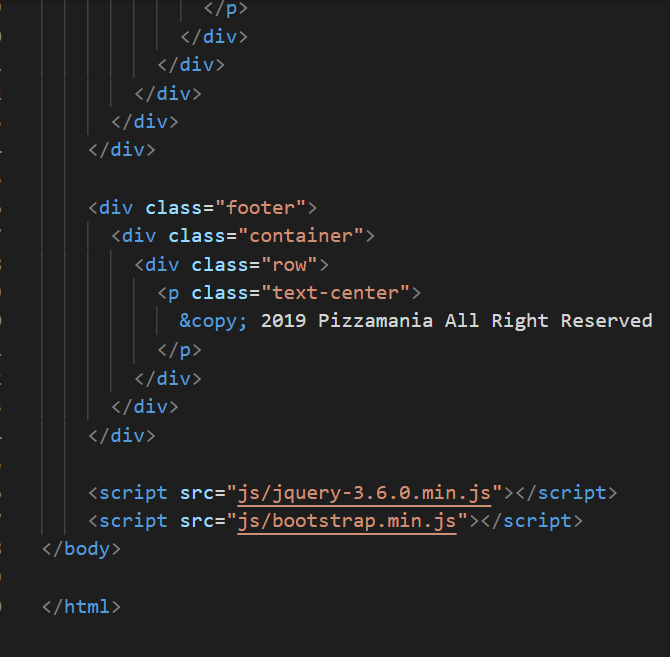 </p>
</div>
</div>
</div>
</div>
</div>
<div class="footer">
<div class="container">
<div class="row">
<p class="text-center">
&copy; 2019 Pizzamania All Right Reserved
</p>
</div>
</div>
</div>
<script src="js/jquery-3.6.0.min.js"></script>
<script src="js/bootstrap.min.js"></script>
</body>
</html>